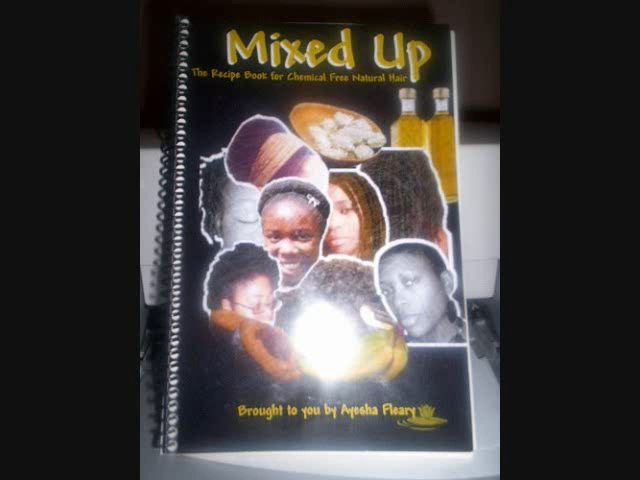 Mixed Up
The Recipe Book for Chemical Free Natural Hair
Brought to you by Ayesha Fleary